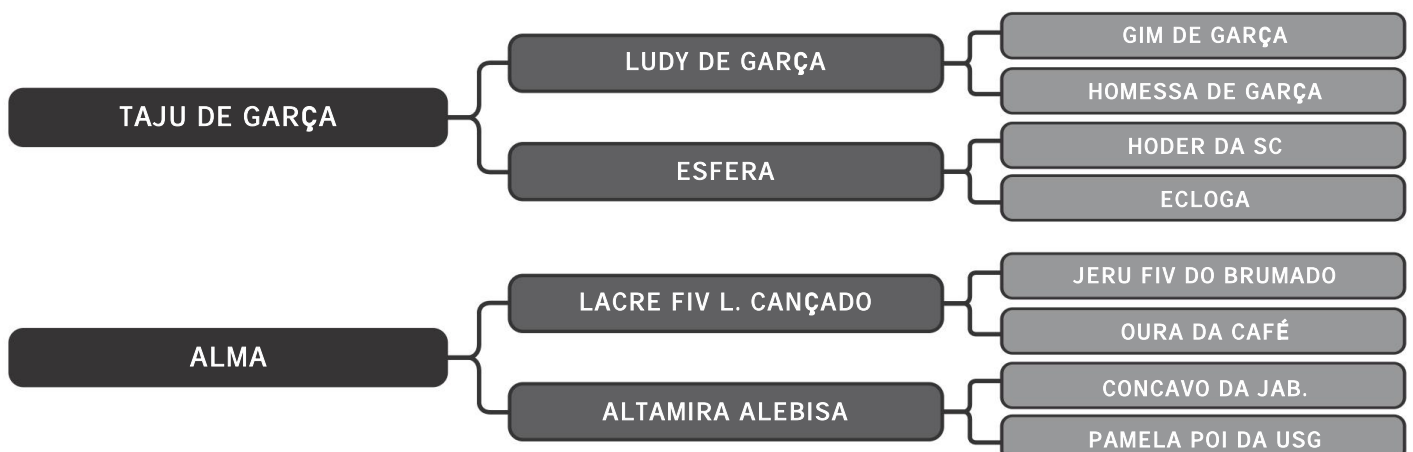 TAJU DE GARÇA
LUDY DE GARÇA
GIM DE GARÇA
HOMESSA DE GARÇA
ESFERA
HODER DA SC
ECLOGA
ALMA
LACRE FIV L. CANÇADO
JERU FIV DO BRUMADO
OURA DA CAFÉ
ALTAMIRA ALEBISA
CONCAVO DA JAB.
PAMELA POI DA USG